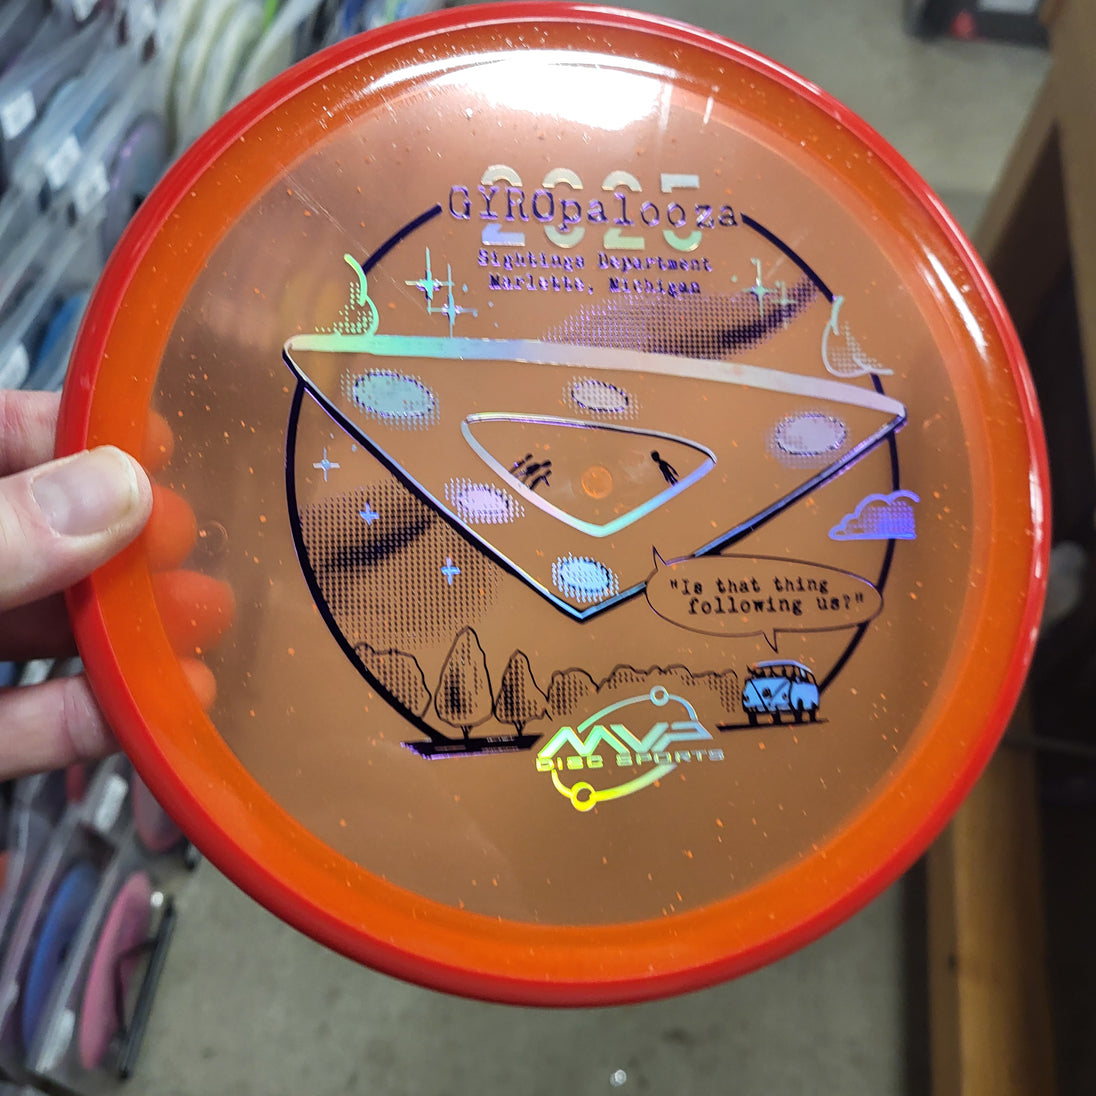 2025
GYROpalooza
Sightings Department
Marlette, Michigan
"Is that thing
following us?"
MVP
DISC SPORTS